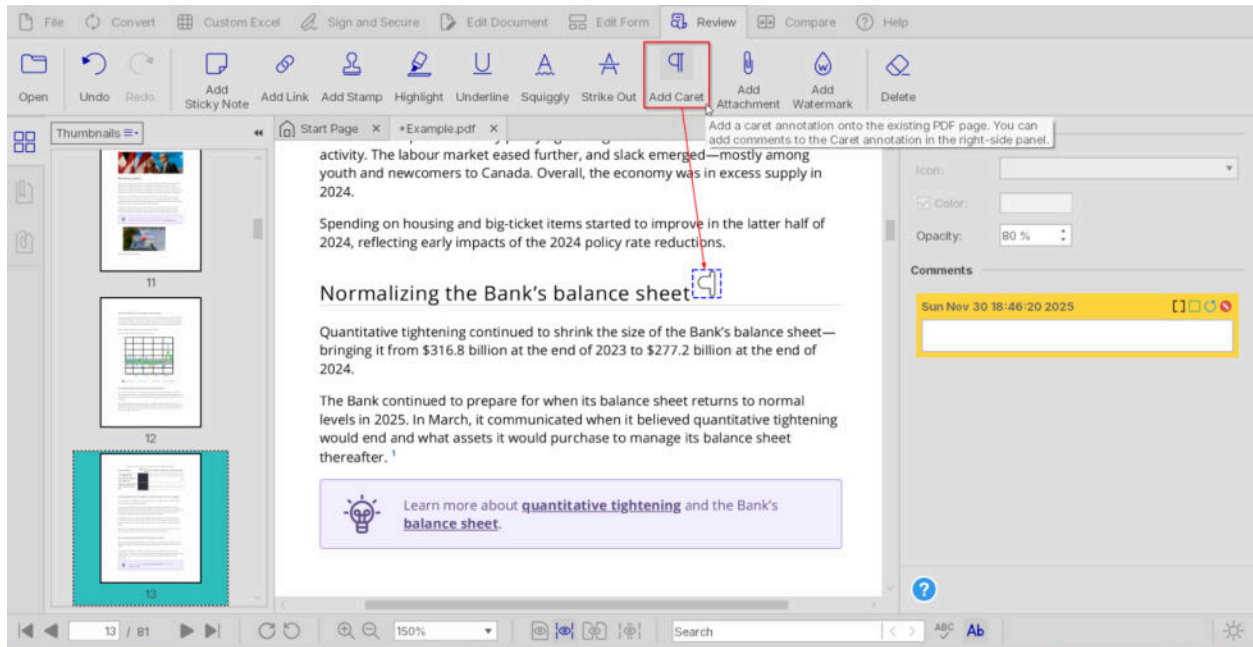 File
Convert
Custom Excel
Sign and Secure
Edit Document
Edit Form
Review
Compare
Help
Open
Undo
Redo
Add
Sticky Note
Add Link
Add Stamp
Highlight
Underline
Squiggly
Strike Out
Add Caret
Add
Attachment
Add
Watermark
Delete
Thumbnails
Start Page
*Example.pdf
Add a caret annotation onto the existing PDF page. You can
add comments to the Caret annotation in the right-side panel.
activity. The labour market eased further, and slack emerged—mostly among
youth and newcomers to Canada. Overall, the economy was in excess supply in
2024.
Spending on housing and big-ticket items started to improve in the latter half of
2024, reflecting early impacts of the 2024 policy rate reductions.
Normalizing the Bank's balance sheet
Quantitative tightening continued to shrink the size of the Bank's balance sheet—
bringing it from $316.8 billion at the end of 2023 to $277.2 billion at the end of
2024.
The Bank continued to prepare for when its balance sheet returns to normal
levels in 2025. In March, it communicated when it believed quantitative tightening
would end and what assets it would purchase to manage its balance sheet
thereafter. 1
Learn more about quantitative tightening and the Bank's
balance sheet.
11
12
13
Icon:
Color:
Opacity:
80 %
Comments
Sun Nov 30 18:46:20 2025
?
13 / 81
150%
Search
ABC
Ab